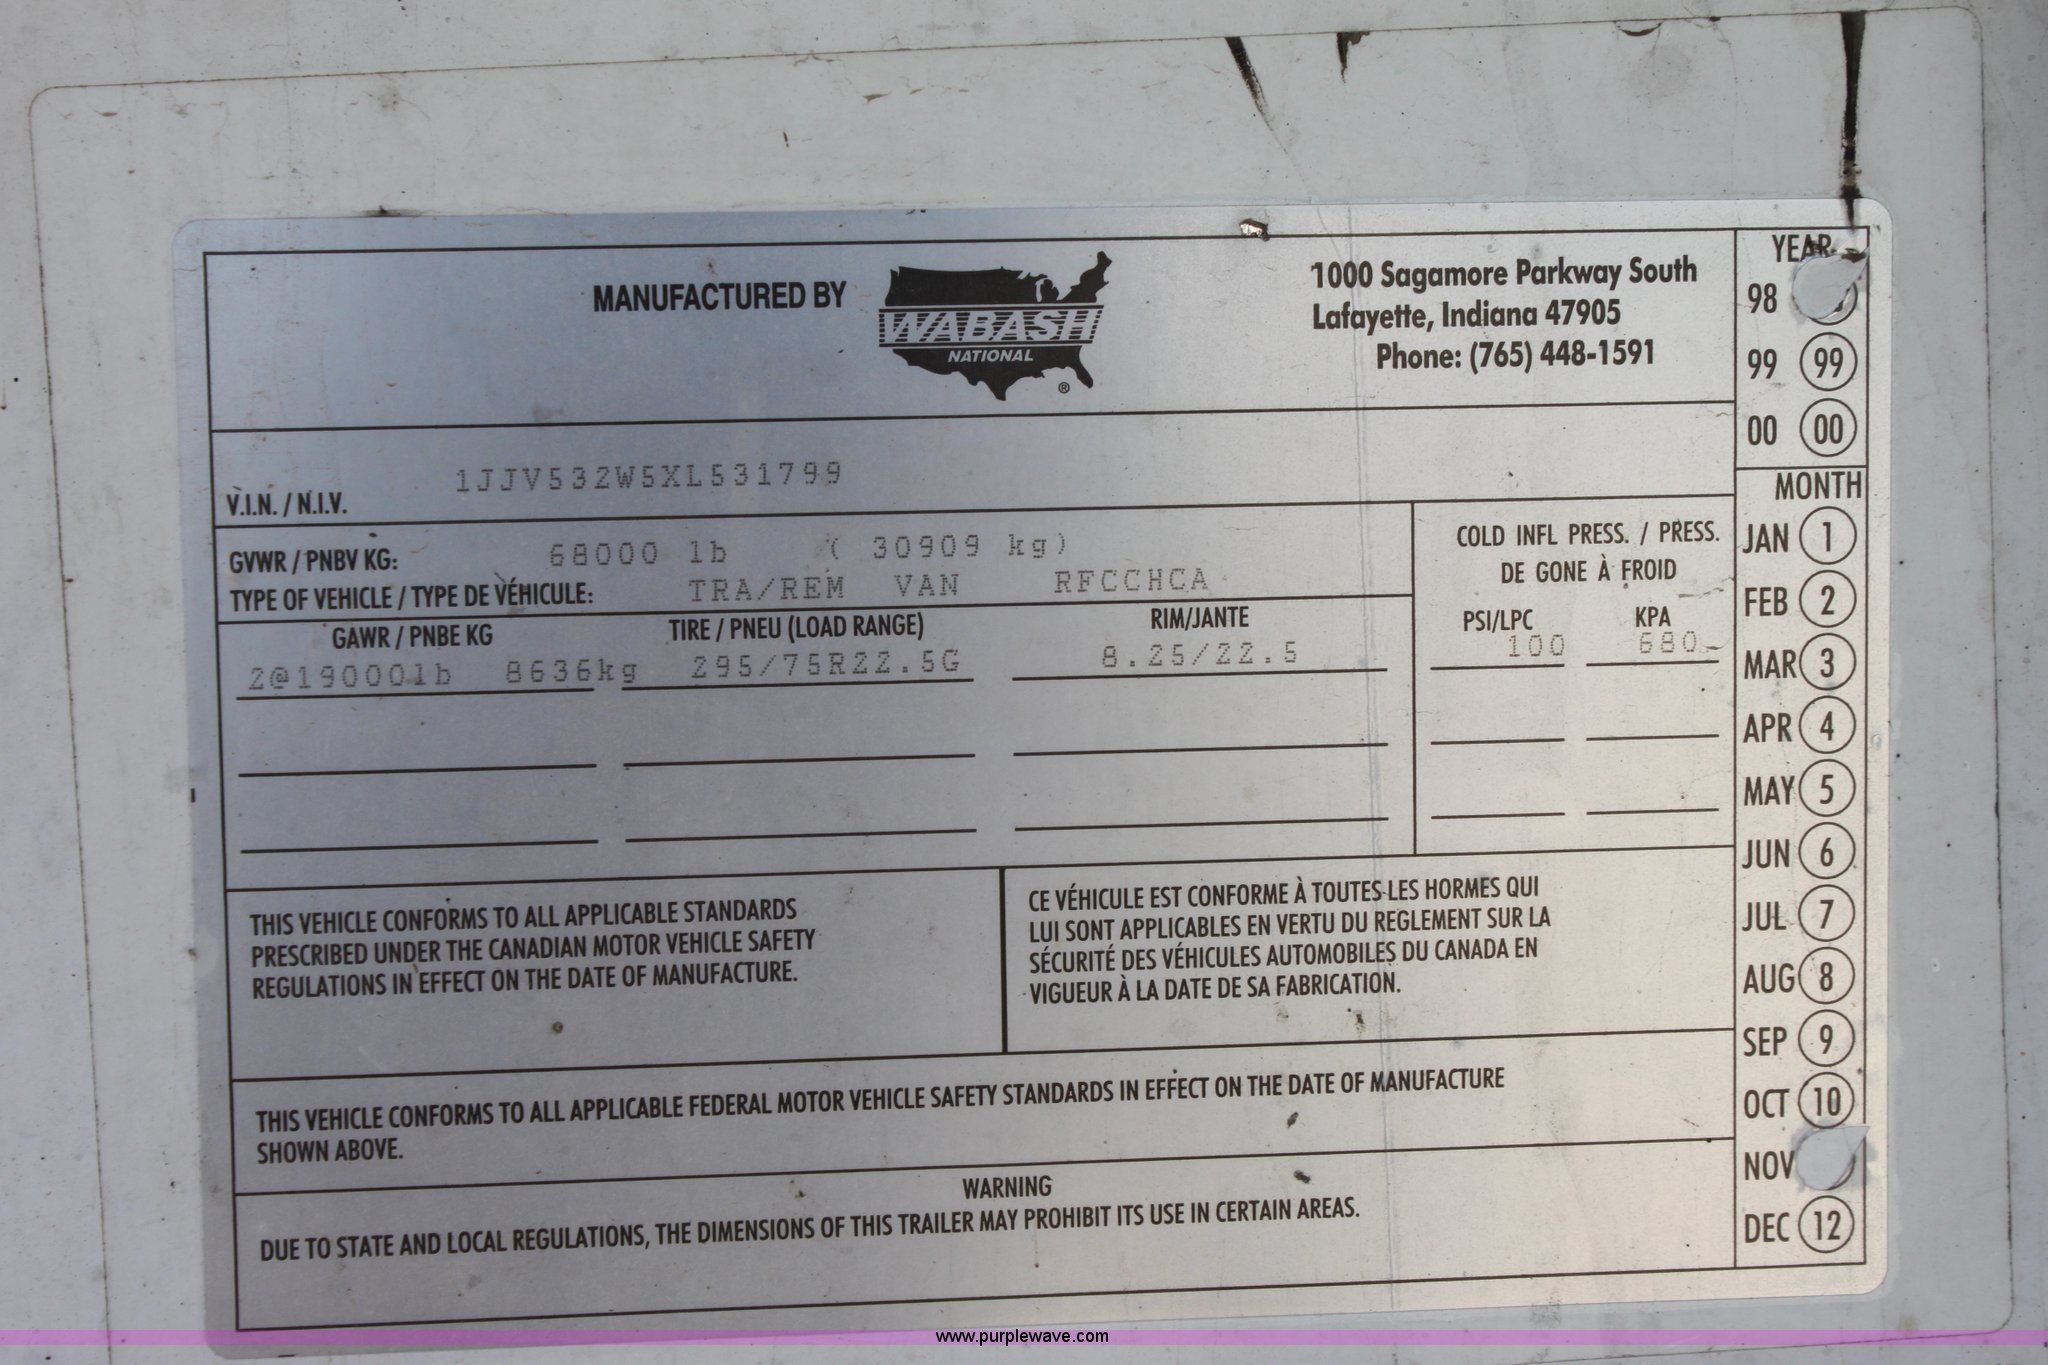 MANUFACTURED BY
WABASH
NATIONAL
®
1000 Sagamore Parkway South
Lafayette, Indiana 47905
Phone: (765) 448-1591
V.I.N. / N.I.V. 1JJV532W5XL531799
GVWR / PNBV KG: 68000 lb ( 30909 kg)
TYPE OF VEHICLE / TYPE DE VÉHICULE: TRA/REM VAN RFCCHCA
COLD INFL PRESS. / PRESS.
DE GONE À FROID
GAWR / PNBE KG TIRE / PNEU (LOAD RANGE) RIM/JANTE PSI/LPC KPA
2@19000lb 8636kg 295/75R22.5G 8.25/22.5 100 680
THIS VEHICLE CONFORMS TO ALL APPLICABLE STANDARDS
PRESCRIBED UNDER THE CANADIAN MOTOR VEHICLE SAFETY
REGULATIONS IN EFFECT ON THE DATE OF MANUFACTURE.
CE VÉHICULE EST CONFORME À TOUTES LES HORMES QUI
LUI SONT APPLICABLES EN VERTU DU REGLEMENT SUR LA
SÉCURITÉ DES VÉHICULES AUTOMOBILES DU CANADA EN
VIGUEUR À LA DATE DE SA FABRICATION.
THIS VEHICLE CONFORMS TO ALL APPLICABLE FEDERAL MOTOR VEHICLE SAFETY STANDARDS IN EFFECT ON THE DATE OF MANUFACTURE
SHOWN ABOVE.
WARNING
DUE TO STATE AND LOCAL REGULATIONS, THE DIMENSIONS OF THIS TRAILER MAY PROHIBIT ITS USE IN CERTAIN AREAS.
YEAR
98
99 99
00 00
MONTH
JAN 1
FEB 2
MAR 3
APR 4
MAY 5
JUN 6
JUL 7
AUG 8
SEP 9
OCT 10
NOV
DEC 12
www.purplewave.com